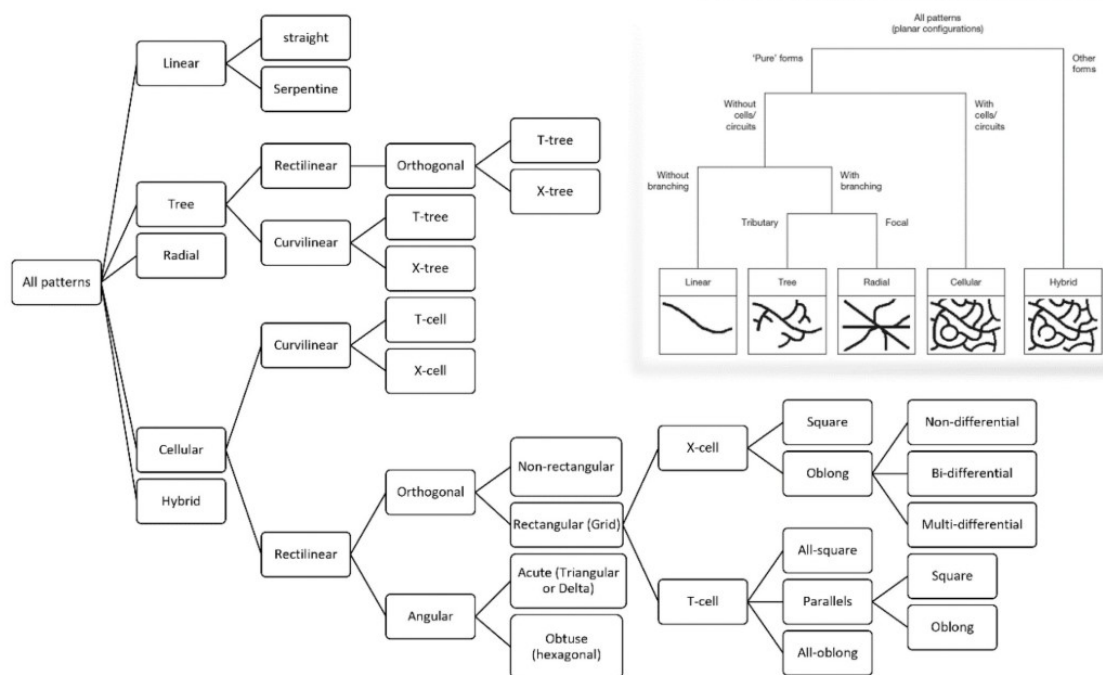 All patterns
Linear
straight
Serpentine
Tree
Rectilinear
Orthogonal
T-tree
X-tree
Curvilinear
T-tree
X-tree
Radial
Cellular
Curvilinear
T-cell
X-cell
Rectilinear
Orthogonal
Non-rectangular
Rectangular (Grid)
X-cell
Square
Oblong
Non-differential
Bi-differential
Multi-differential
T-cell
All-square
Parallels
Square
Oblong
All-oblong
Angular
Acute (Triangular
or Delta)
Obtuse
(hexagonal)
Hybrid
All patterns
(planar configurations)
'Pure' forms
Other
forms
Without
cells/
circuits
With
cells/
circuits
Without
branching
With
branching
Tributary
Focal
Linear
Tree
Radial
Cellular
Hybrid